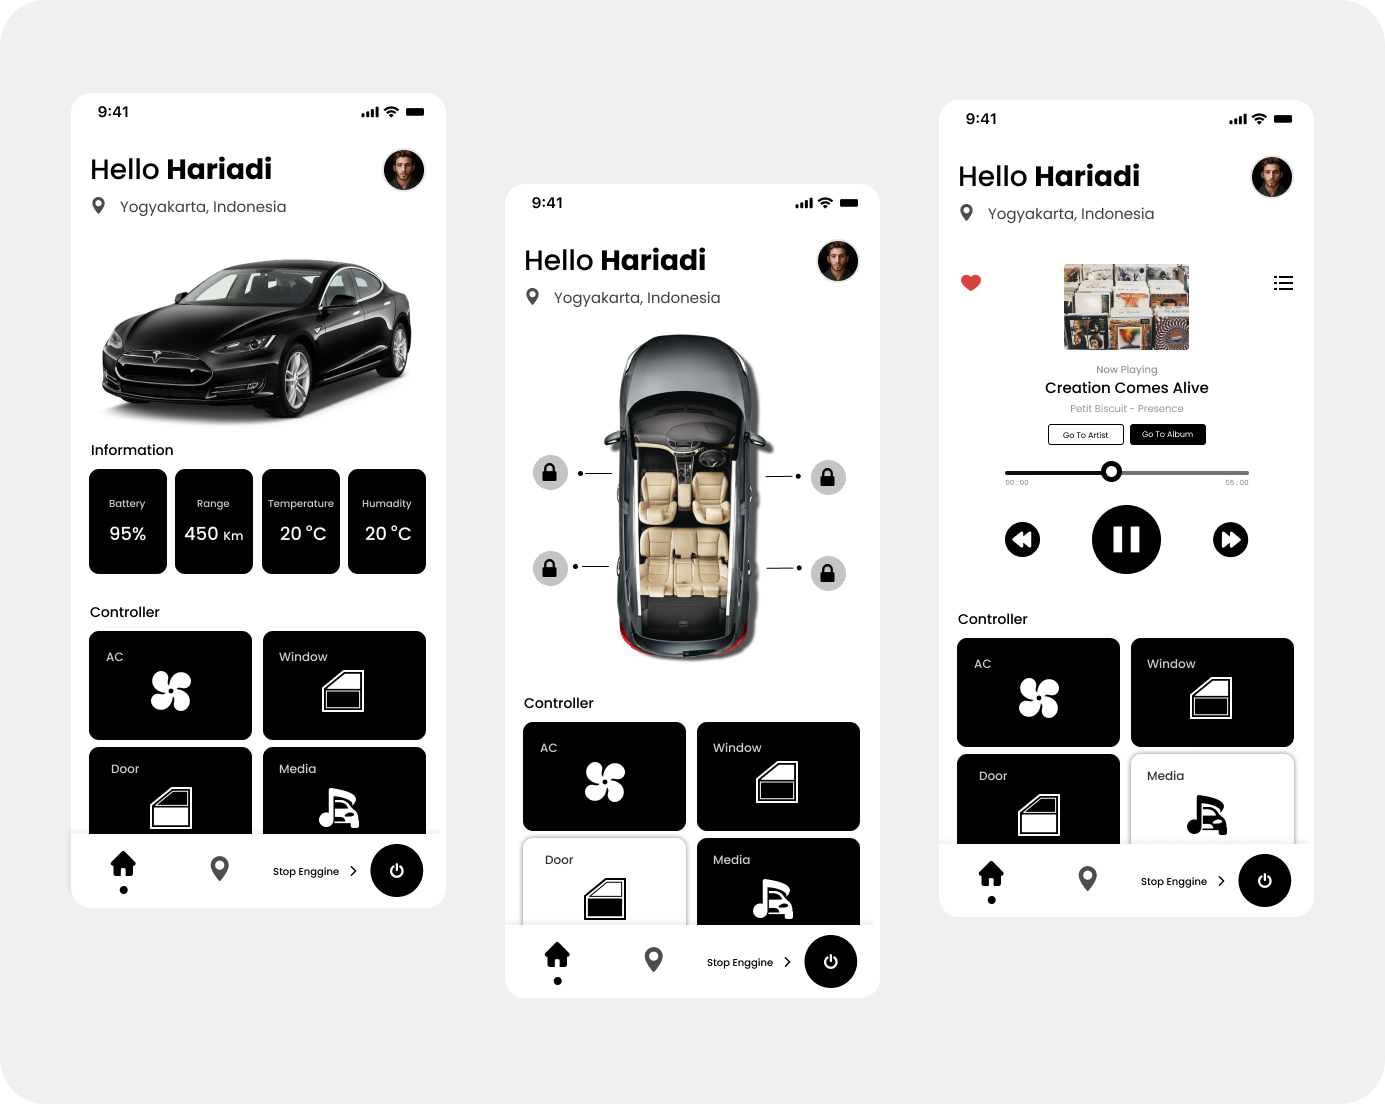 9:41
Hello Hariadi
Yogyakarta, Indonesia
Information
Battery
95%
Range
450 Km
Temperature
20 °C
Humadity
20 °C
Controller
AC
Window
Door
Media
Stop Enggine
9:41
Hello Hariadi
Yogyakarta, Indonesia
Controller
AC
Window
Door
Media
Stop Enggine
9:41
Hello Hariadi
Yogyakarta, Indonesia
Now Playing
Creation Comes Alive
Petit Biscuit - Presence
Go To Artist
Go To Album
00 : 00
05 : 00
Controller
AC
Window
Door
Media
Stop Enggine